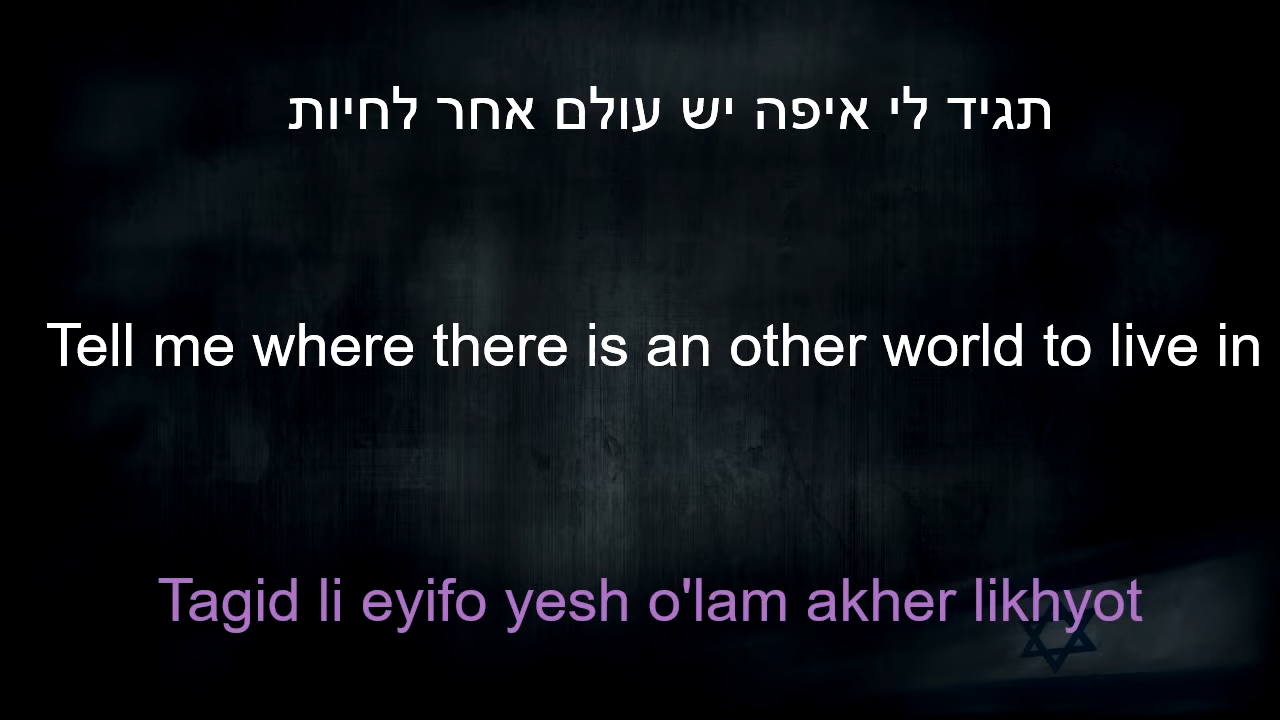 תגיד לי איפה יש עולם אחר לחיות
Tell me where there is an other world to live in
Tagid li eyifo yesh o'lam akher likhyot